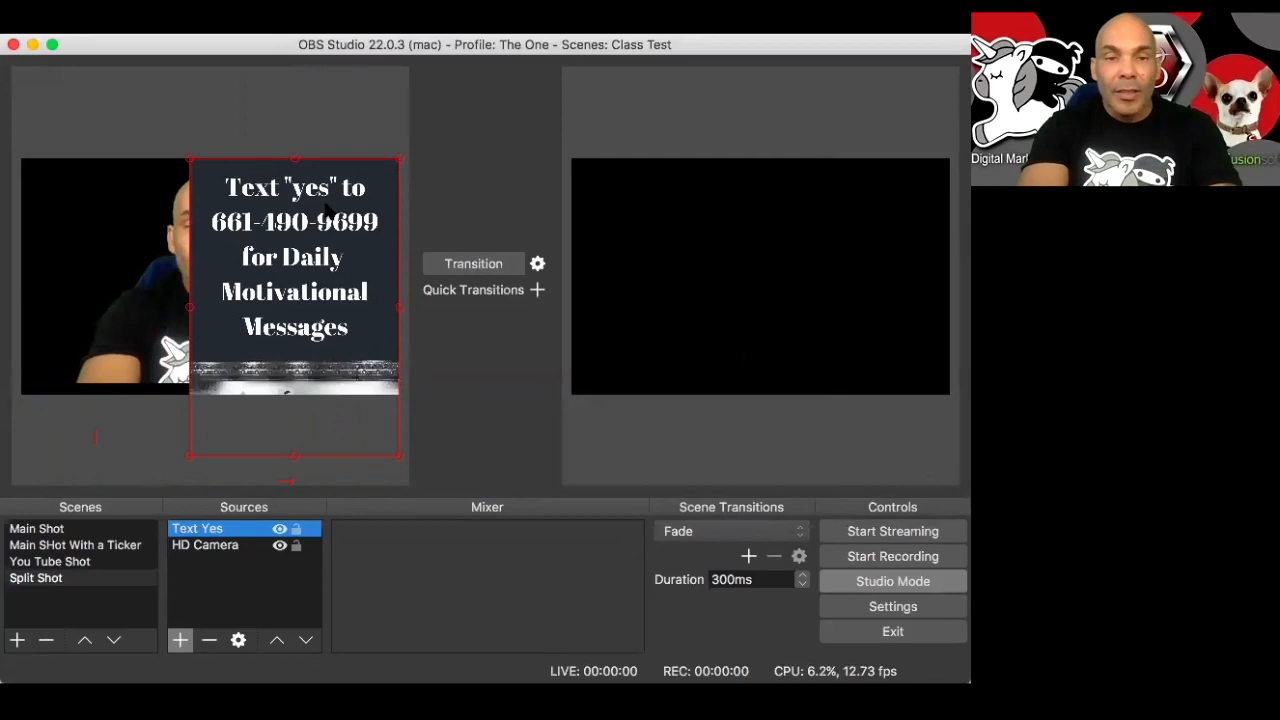 OBS Studio 22.0.3 (mac) - Profile: The One - Scenes: Class Test
Text "yes" to
661-490-9699
for Daily
Motivational
Messages
Transition
Quick Transitions
Digital Mar
fusionso
Scenes
Sources
Mixer
Scene Transitions
Controls
Main Shot
Main SHot With a Ticker
You Tube Shot
Split Shot
Text Yes
HD Camera
Fade
Duration
300ms
Start Streaming
Start Recording
Studio Mode
Settings
Exit
LIVE: 00:00:00
REC: 00:00:00
CPU: 6.2%, 12.73 fps